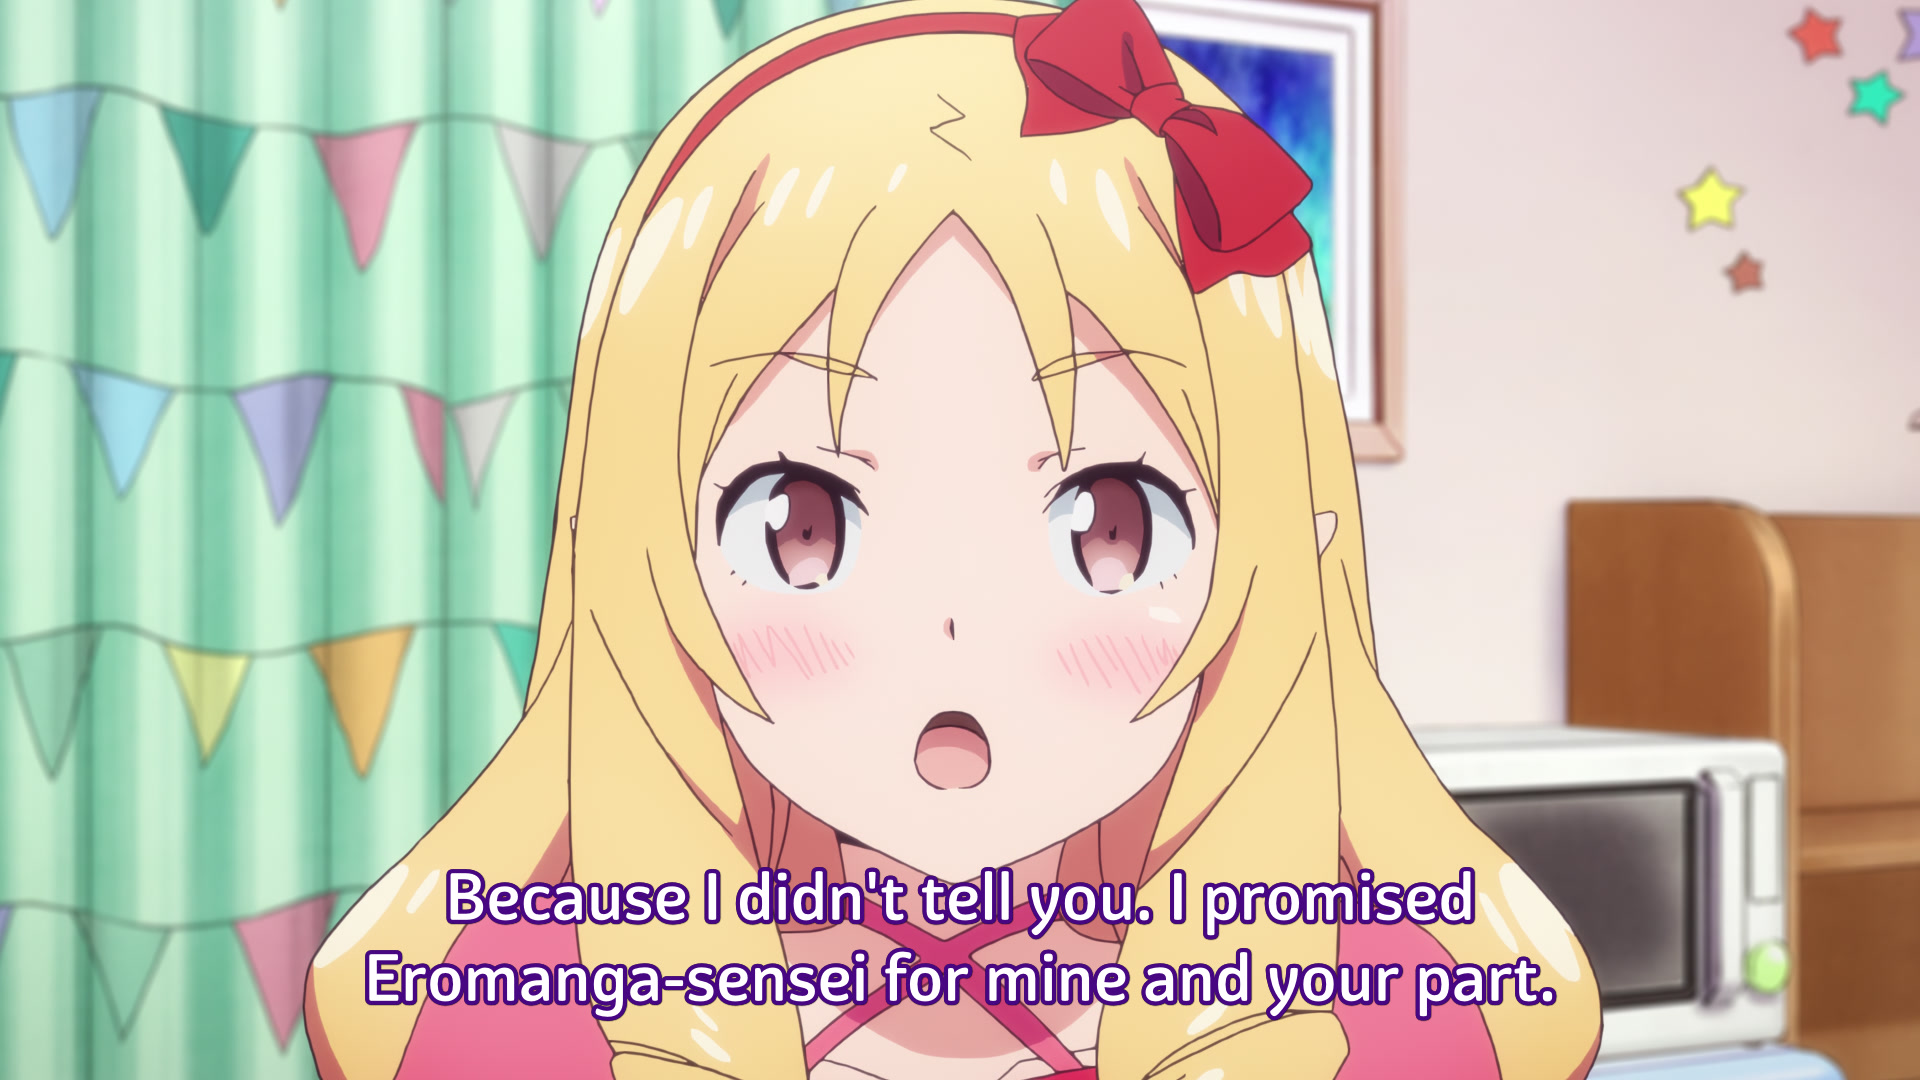 Because I didn't tell you. I promised
Eromanga-sensei for mine and your part.